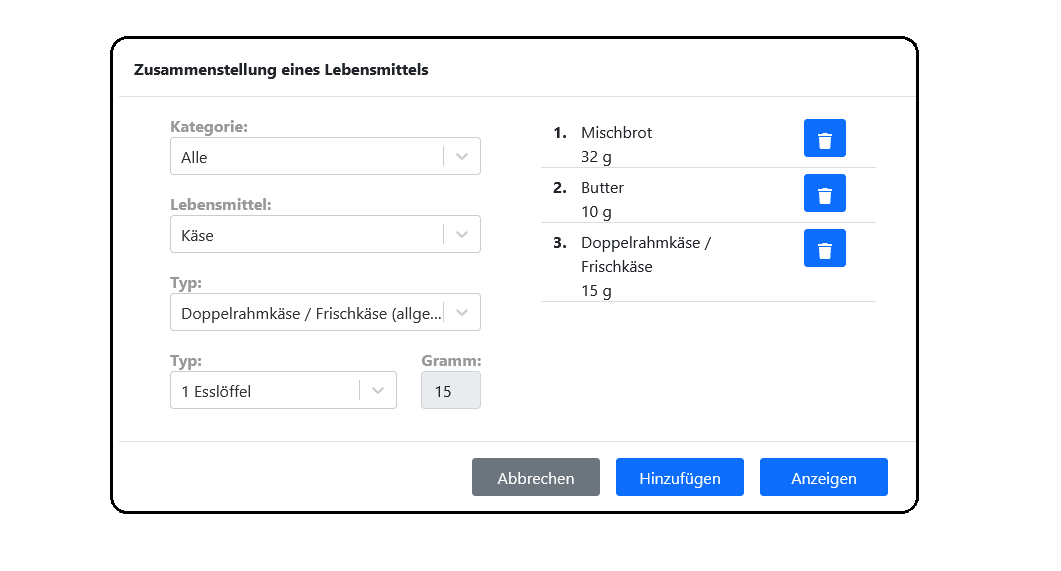 Zusammenstellung eines Lebensmittels
Kategorie:
Alle
Lebensmittel:
Käse
Typ:
Doppelrahmkäse / Frischkäse (allge...
Typ:
Gramm:
1 Esslöffel
15
1. Mischbrot
32 g
2. Butter
10 g
3. Doppelrahmkäse /
Frischkäse
15 g
Abbrechen
Hinzufügen
Anzeigen